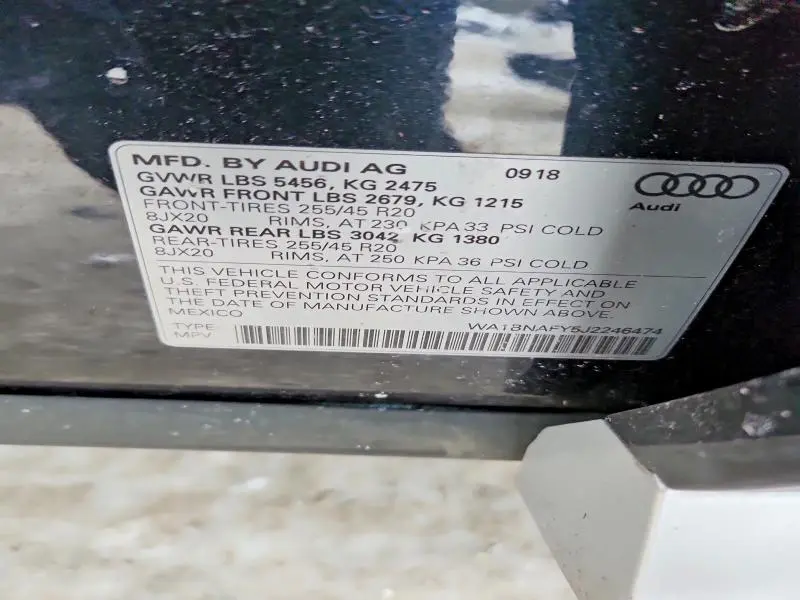 MFD. BY AUDI AG 0918
GVWR LBS 5456, KG 2475
GAWR FRONT LBS 2679, KG 1215
FRONT-TIRES 255/45 R20
8JX20 RIMS, AT 230 KPA 33 PSI COLD
GAWR REAR LBS 3042, KG 1380
REAR-TIRES 255/45 R20
8JX20 RIMS, AT 250 KPA 36 PSI COLD
Audi
THIS VEHICLE CONFORMS TO ALL APPLICABLE
U.S. FEDERAL MOTOR VEHICLE SAFETY AND
THEFT PREVENTION STANDARDS IN EFFECT ON
THE DATE OF MANUFACTURE SHOWN ABOVE.
MEXICO
WA1BNAFY5J2246474
TYPE
MPV